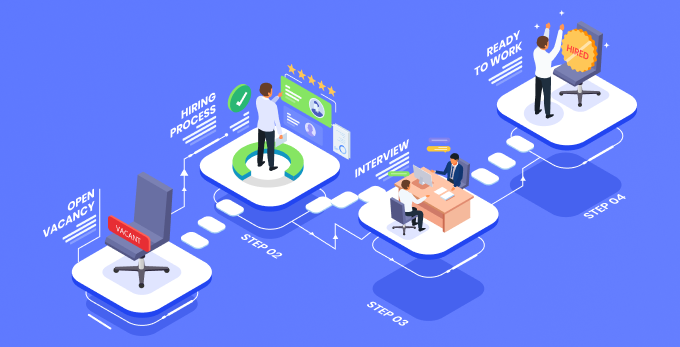 OPEN
VACANCY
VACANT
HIRING
PROCESS
STEP 02
INTERVIEW
STEP 03
READY
TO WORK
HIRED
STEP 04